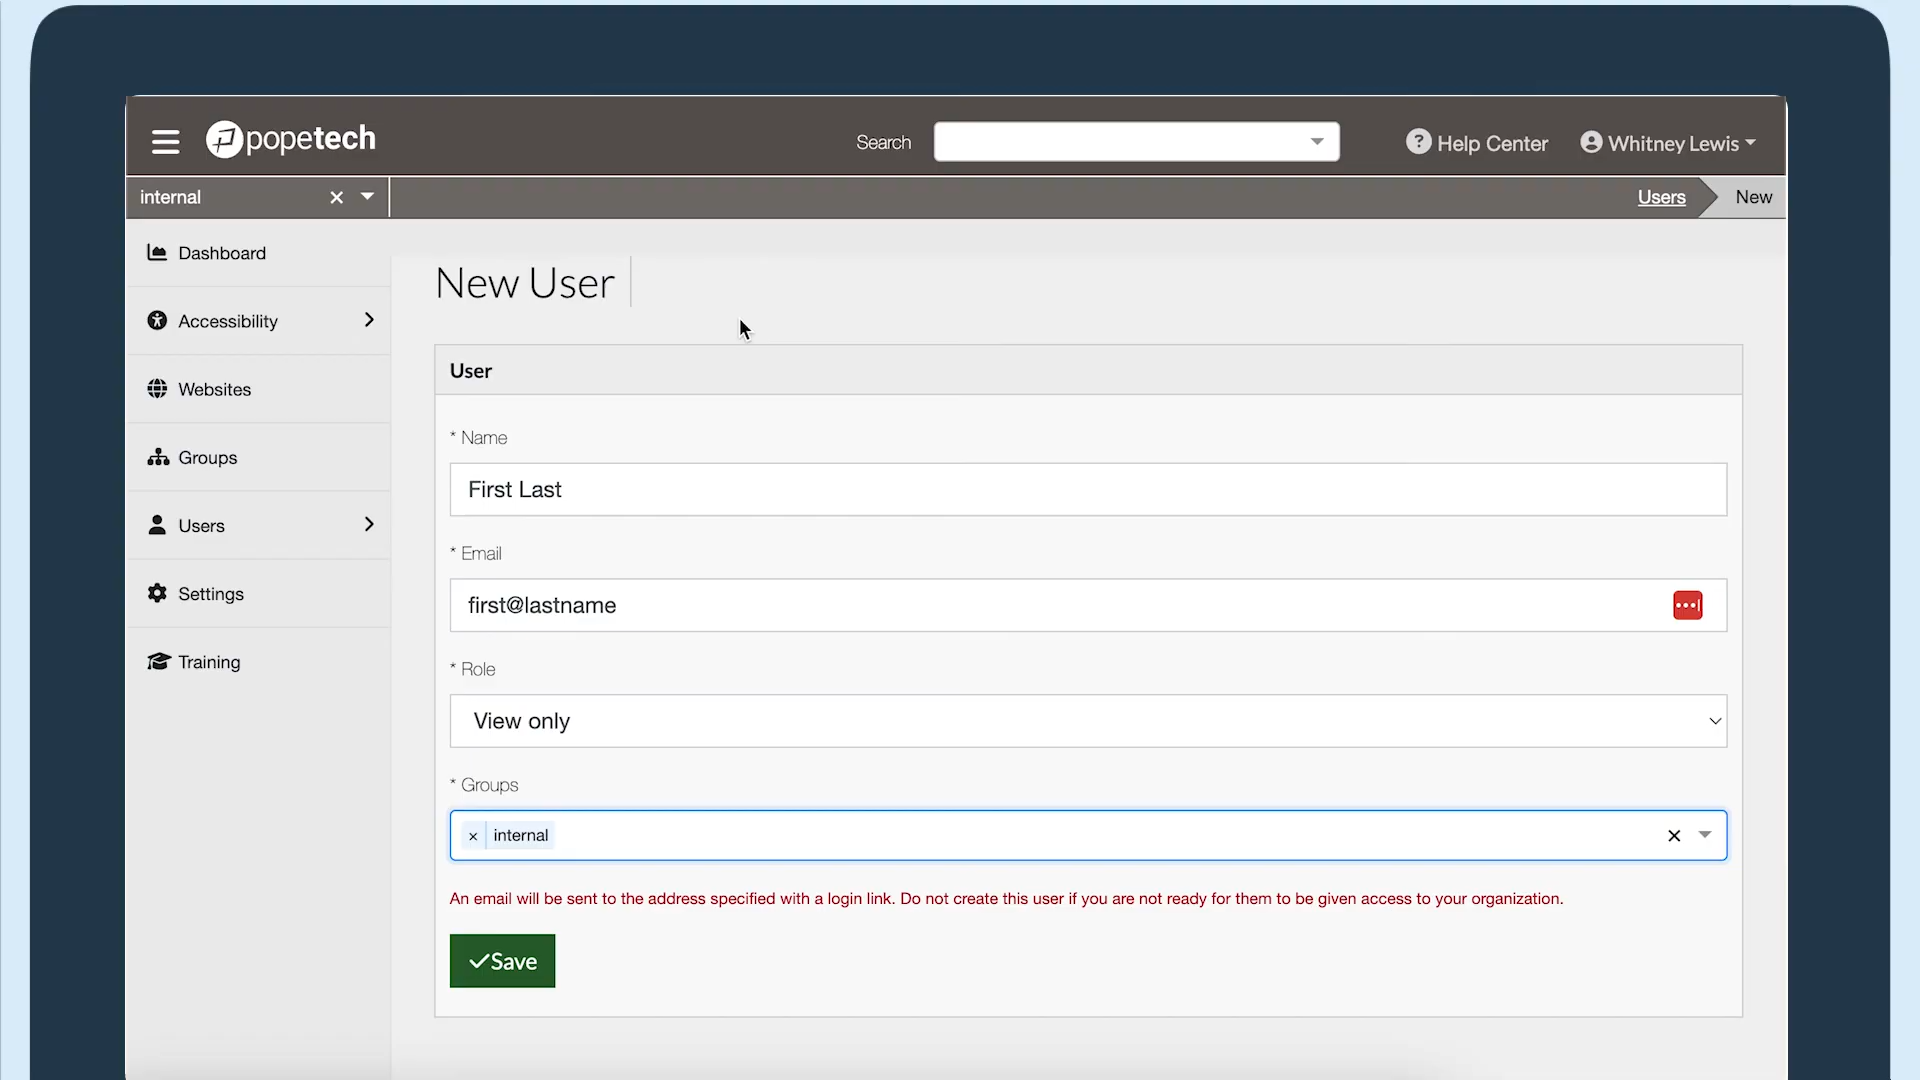 popetech
Search
Help Center
Whitney Lewis
internal
Users
New
Dashboard
Accessibility
Websites
Groups
Users
Settings
Training
New User
User
* Name
First Last
* Email
first@lastname
* Role
View only
* Groups
× internal
An email will be sent to the address specified with a login link. Do not create this user if you are not ready for them to be given access to your organization.
Save